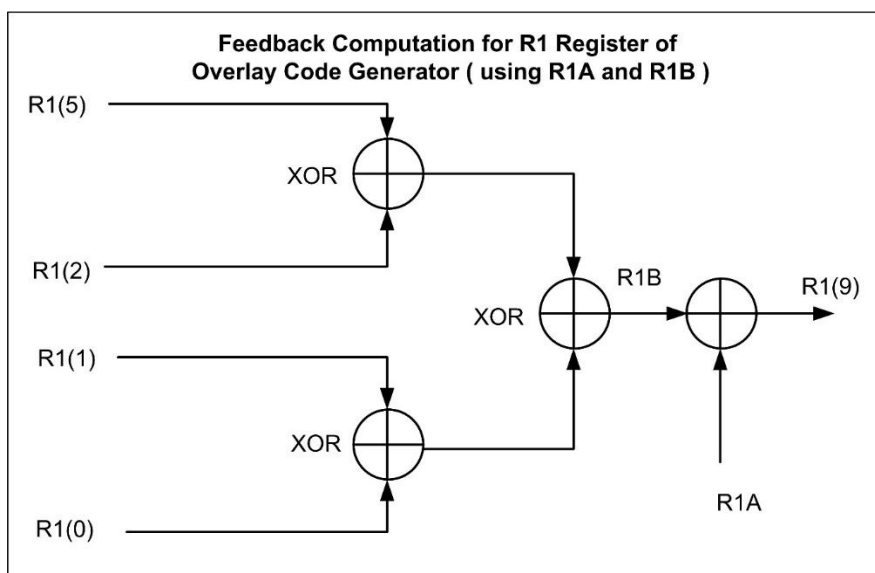 Feedback Computation for R1 Register of
Overlay Code Generator ( using R1A and R1B )
R1(5)
XOR
R1(2)
R1B
R1(9)
XOR
R1(1)
XOR
R1A
R1(0)